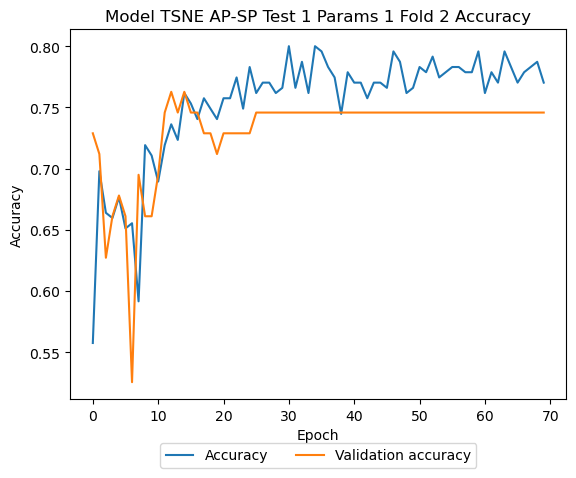 Model TSNE AP-SP Test 1 Params 1 Fold 2 Accuracy
0.80
0.75
0.70
0.65
0.60
0.55
Accuracy
0 10 20 30 40 50 60 70
Epoch
Accuracy Validation accuracy